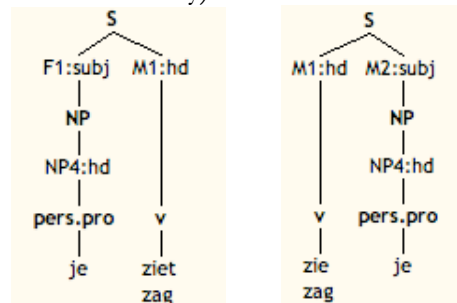 S S
F1:subj M1:hd M1:hd M2:subj
NP NP
NP4:hd NP4:hd
pers.pro v v pers.pro
je ziet zie je
zag zag